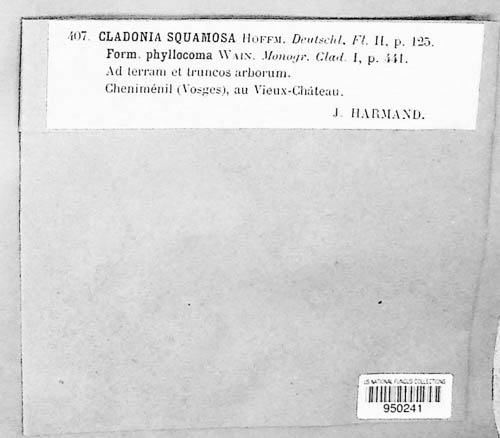 407. CLADONIA SQUAMOSA HOFFM. Deutschl. Fl. II, p. 125.
Form. phyllocoma WAIN. Monogr. Clad. I, p. 441.
Ad terram et truncos arborum.
Cheniménil (Vosges), au Vieux-Château.
J. HARMAND.
US NATIONAL FUNGUS COLLECTIONS
950241